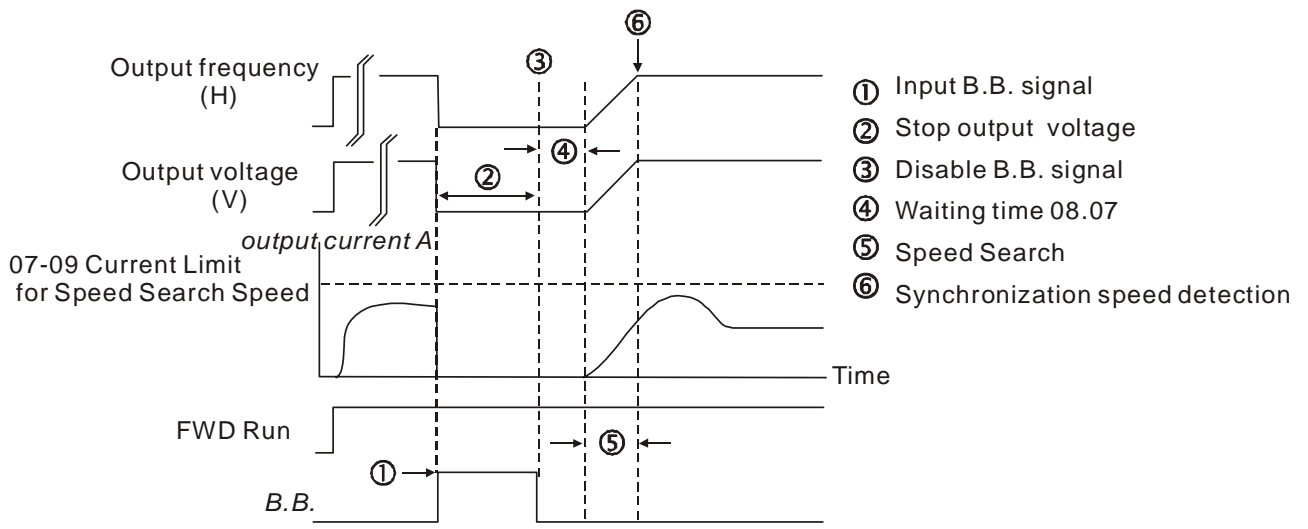 Output frequency
(H)
Output voltage
(V)
output current A
07-09 Current Limit
for Speed Search Speed
FWD Run
B.B.
Time
①
②
③
④
⑤
⑥
① Input B.B. signal
② Stop output voltage
③ Disable B.B. signal
④ Waiting time 08.07
⑤ Speed Search
⑥ Synchronization speed detection